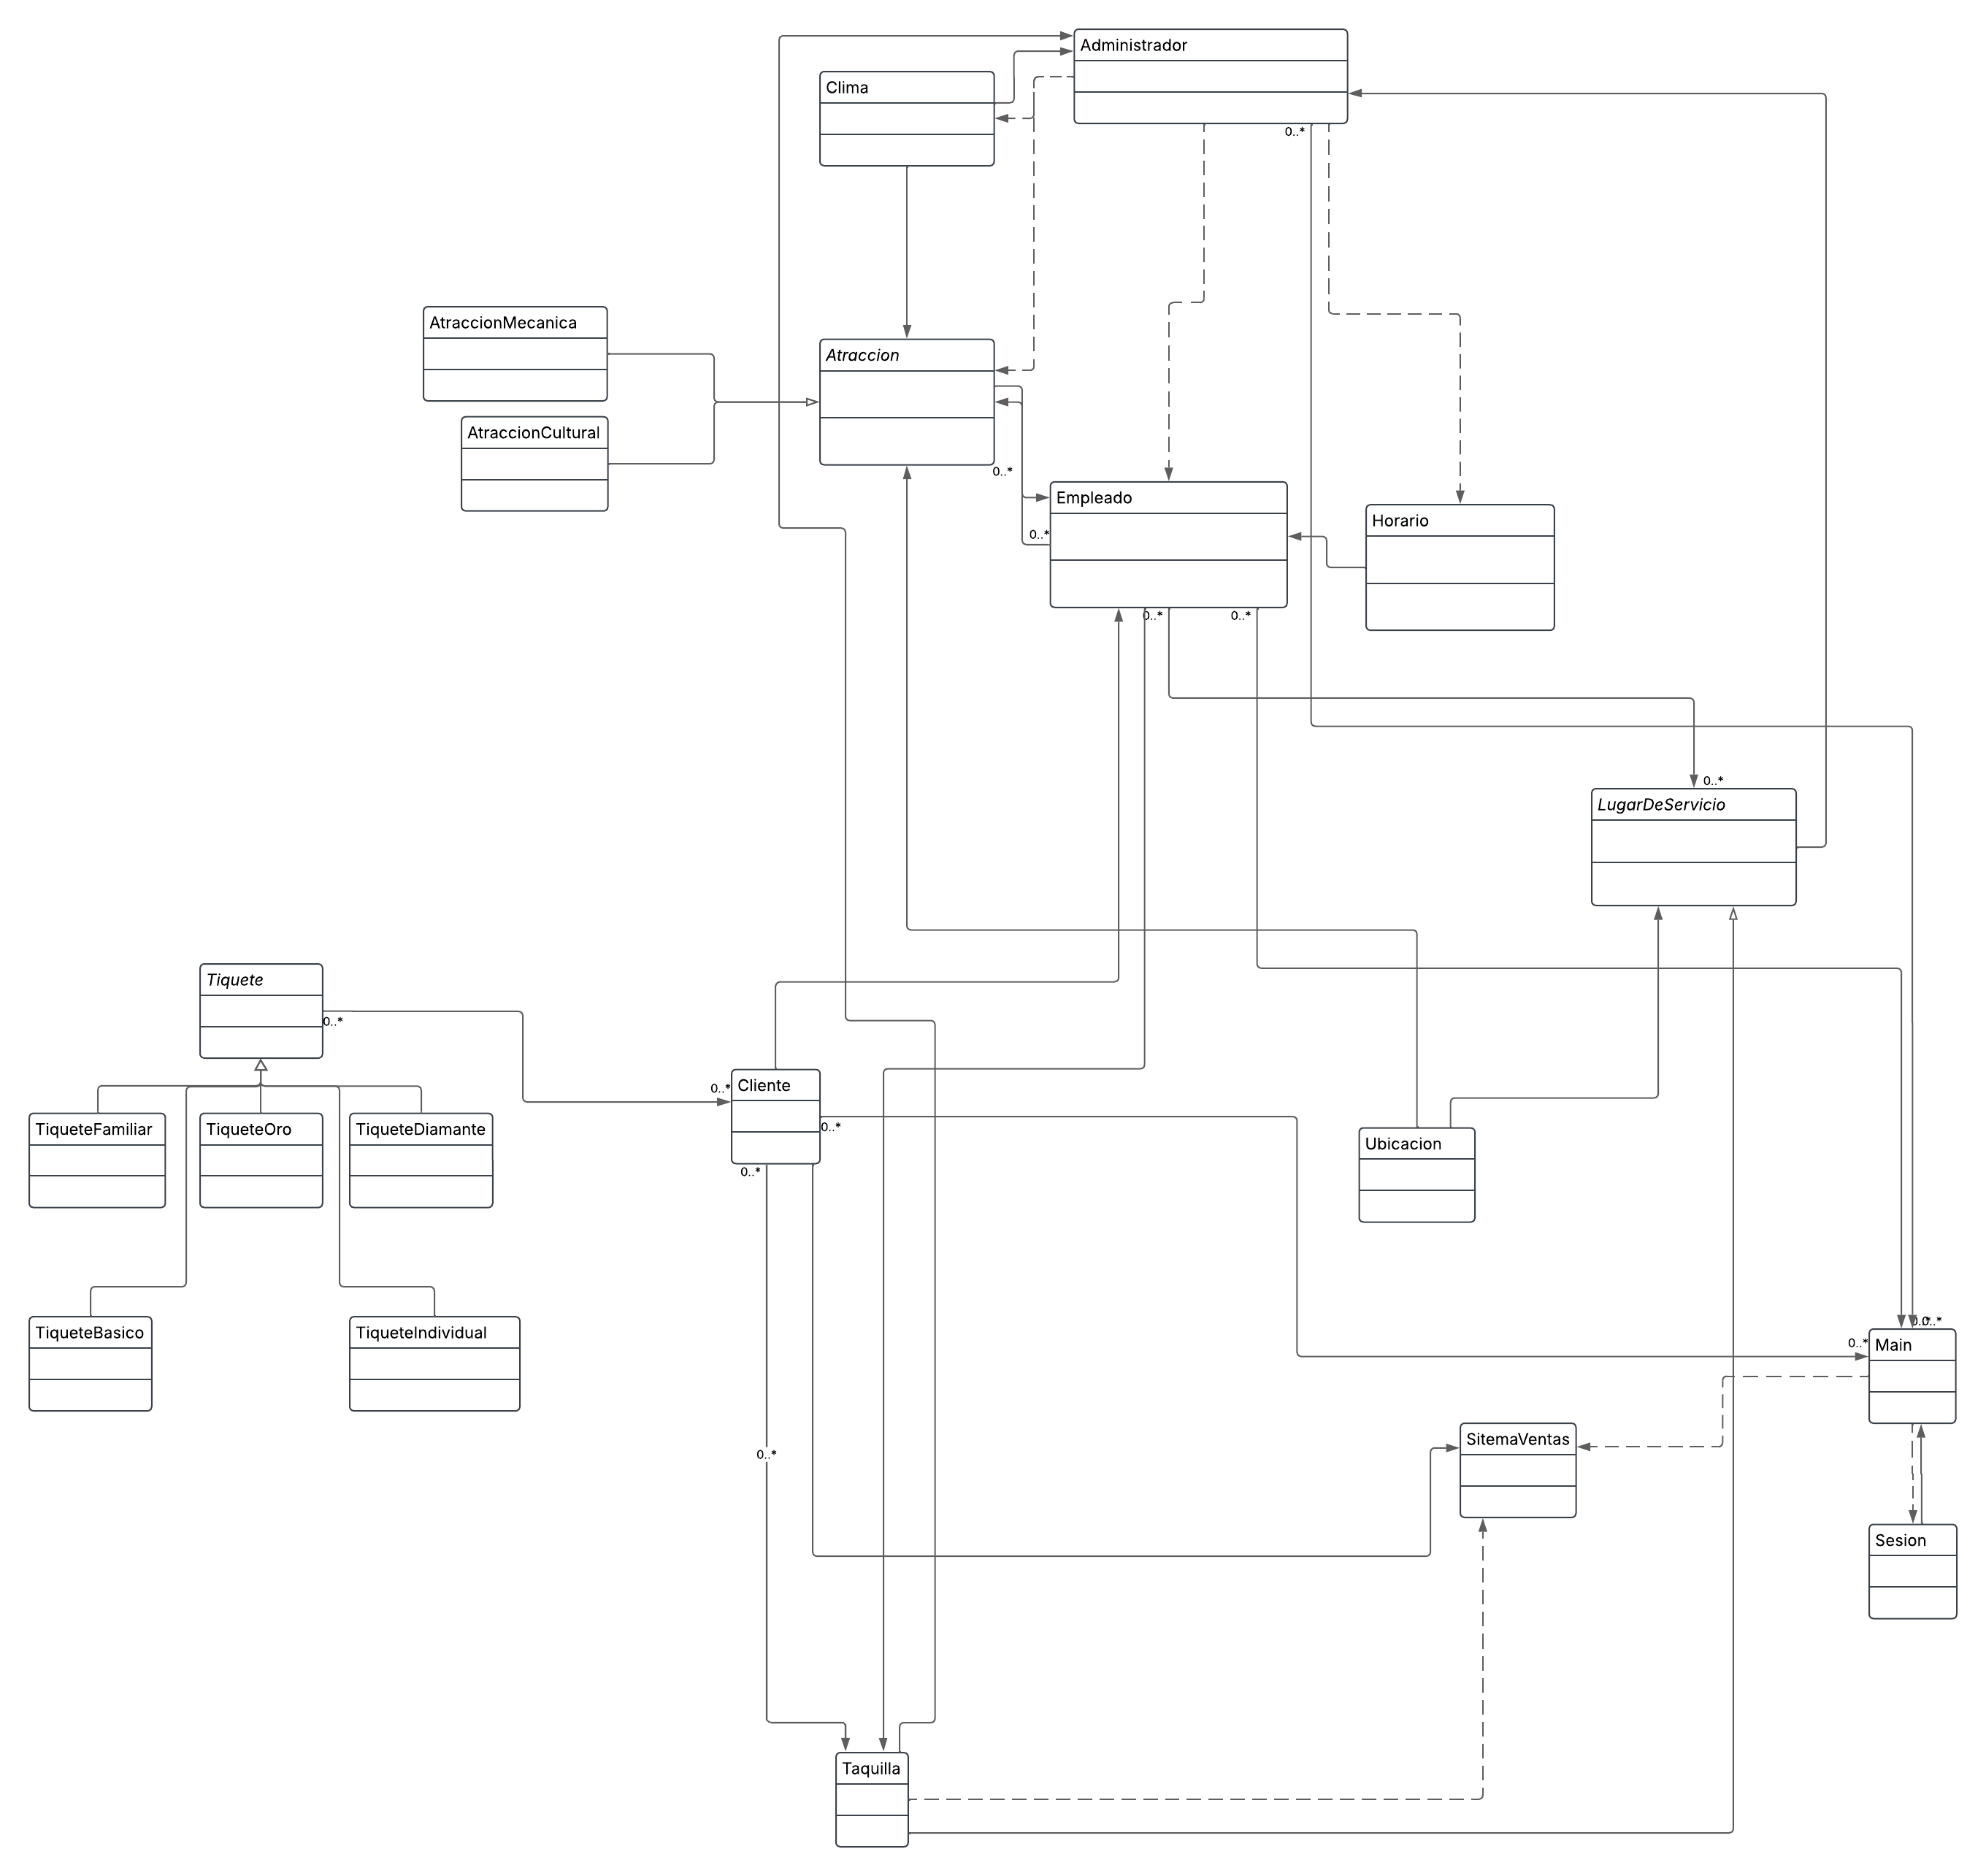 Administrador
Clima
0..*
AtraccionMecanica
Atraccion
AtraccionCultural
0..*
Empleado
Horario
0..*
0..*
0..*
0..*
LugarDeServicio
Tiquete
0..*
Cliente
0..*
0..*
0..*
TiqueteFamiliar
TiqueteOro
TiqueteDiamante
Ubicacion
TiqueteBasico
TiqueteIndividual
0..*
0..*
0..*
Main
SitemaVentas
0..*
Sesion
Taquilla